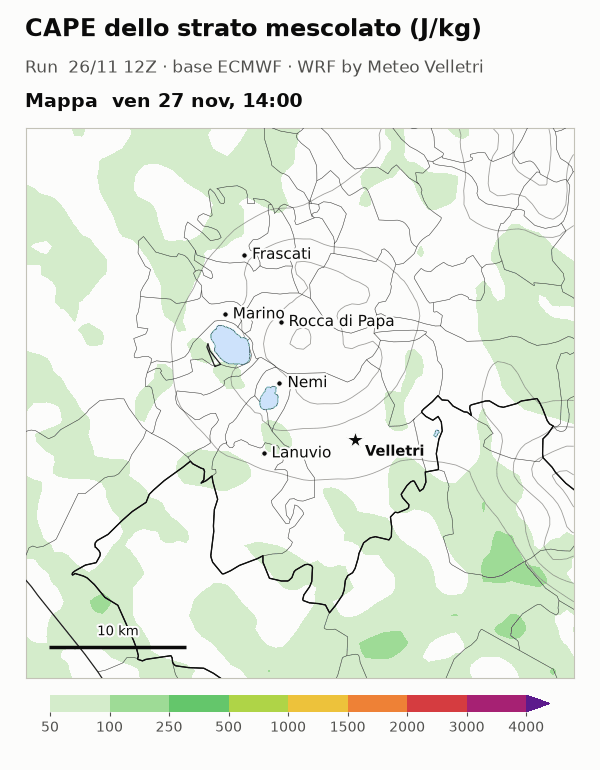 CAPE dello strato mescolato (J/kg)
Run  26/11 12Z · base ECMWF · WRF by Meteo Velletri
Mappa  ven 27 nov, 14:00
Frascati
Marino
Rocca di Papa
Nemi
Velletri
Lanuvio
10 km
50 100 250 500 1000 1500 2000 3000 4000